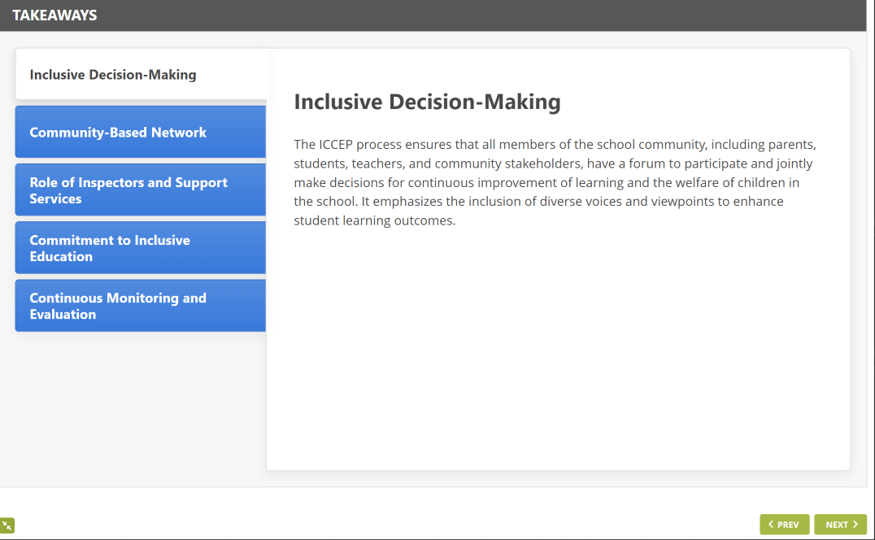 TAKEAWAYS
Inclusive Decision-Making
Community-Based Network
Role of Inspectors and Support
Services
Commitment to Inclusive
Education
Continuous Monitoring and
Evaluation
Inclusive Decision-Making
The ICCEP process ensures that all members of the school community, including parents,
students, teachers, and community stakeholders, have a forum to participate and jointly
make decisions for continuous improvement of learning and the welfare of children in
the school. It emphasizes the inclusion of diverse voices and viewpoints to enhance
student learning outcomes.
PREV
NEXT